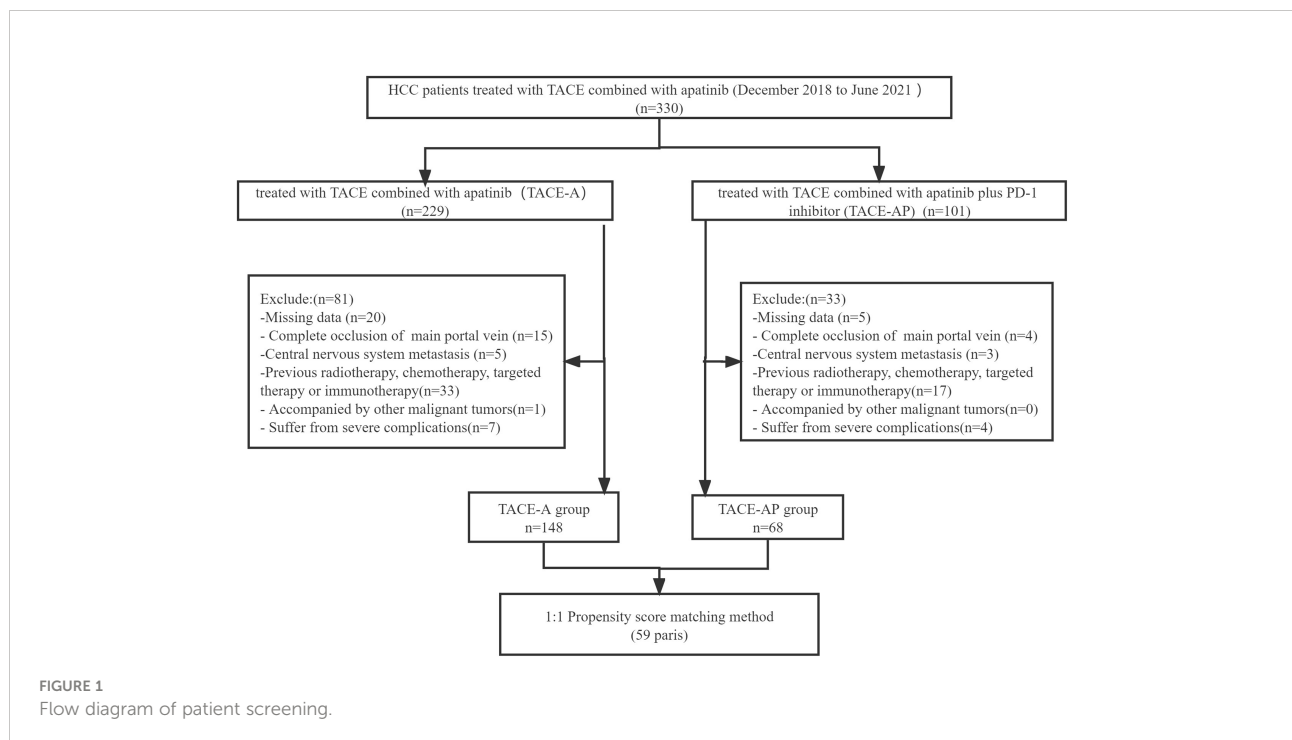 HCC patients treated with TACE combined with apatinib (December 2018 to June 2021 )
(n=330)
treated with TACE combined with apatinib（TACE-A）
(n=229)
treated with TACE combined with apatinib plus PD-1
inhibitor (TACE-AP) (n=101)
Exclude:(n=81)
-Missing data (n=20)
- Complete occlusion of main portal vein (n=15)
-Central nervous system metastasis (n=5)
-Previous radiotherapy, chemotherapy, targeted
therapy or immunotherapy(n=33)
- Accompanied by other malignant tumors(n=1)
- Suffer from severe complications(n=7)
Exclude:(n=33)
-Missing data (n=5)
- Complete occlusion of main portal vein (n=4)
-Central nervous system metastasis (n=3)
-Previous radiotherapy, chemotherapy, targeted
therapy or immunotherapy(n=17)
- Accompanied by other malignant tumors(n=0)
- Suffer from severe complications(n=4)
TACE-A group
n=148
TACE-AP group
n=68
1:1 Propensity score matching method
(59 paris)
FIGURE 1
Flow diagram of patient screening.